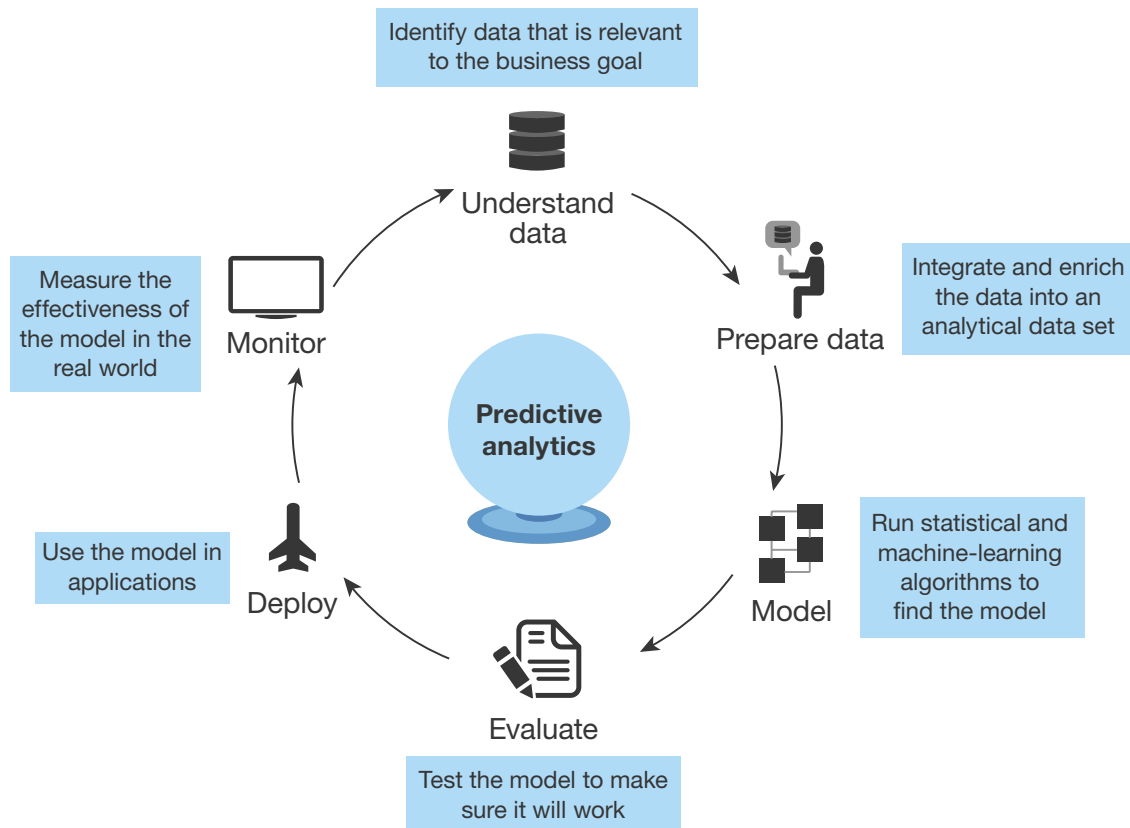 Identify data that is relevant
to the business goal
Understand
data
Prepare data
Integrate and enrich
the data into an
analytical data set
Model
Run statistical and
machine-learning
algorithms to
find the model
Evaluate
Test the model to make
sure it will work
Deploy
Use the model in
applications
Monitor
Measure the
effectiveness of
the model in the
real world
Predictive
analytics